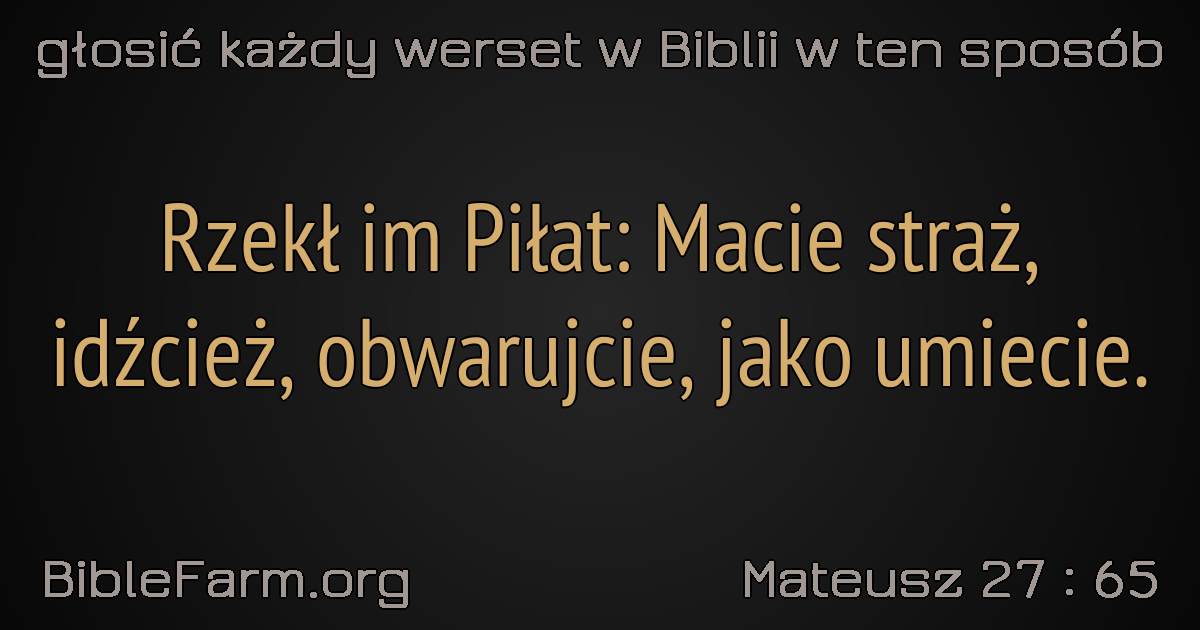 głosić każdy werset w Biblii w ten sposób
Rzekł im Piłat: Macie straż,
idźcież, obwarujcie, jako umiecie.
BibleFarm.org
Mateusz 27 : 65